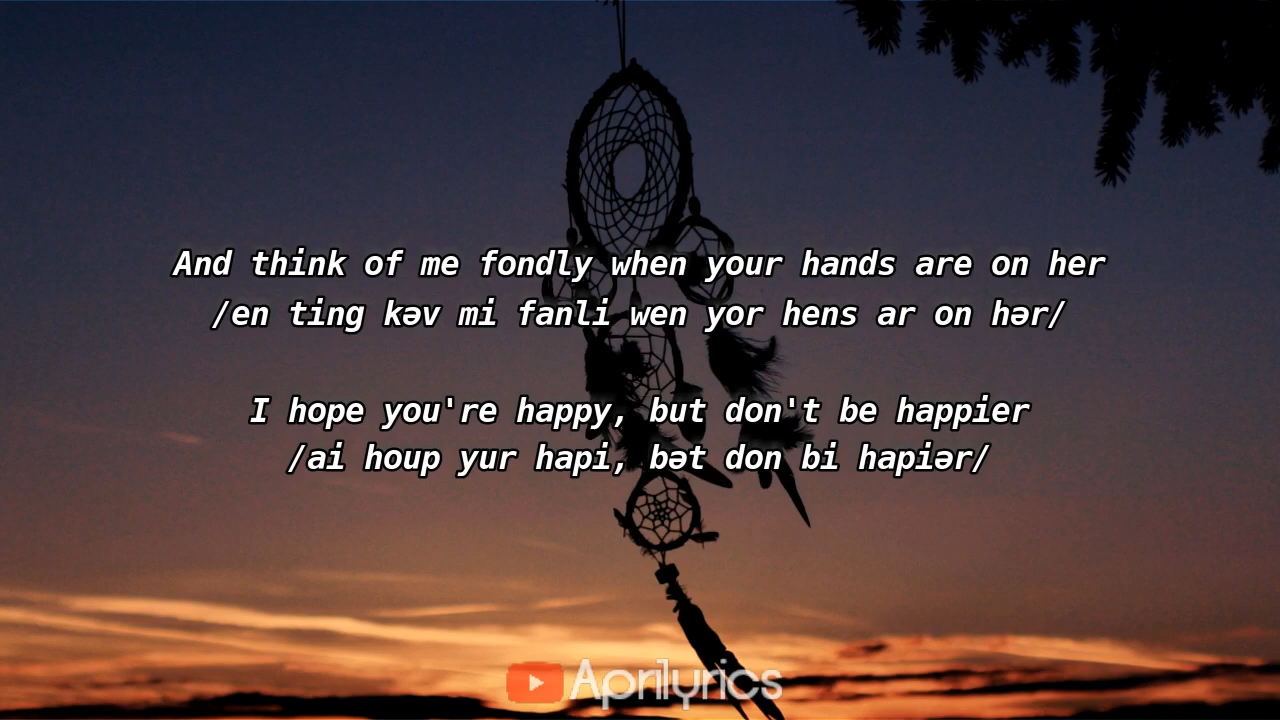 And think of me fondly when your hands are on her
/en ting kəv mi fanli wen yor hens ar on hər/
I hope you're happy, but don't be happier
/ai houp yur hapi, bət don bi hapiər/
Aprilyrics